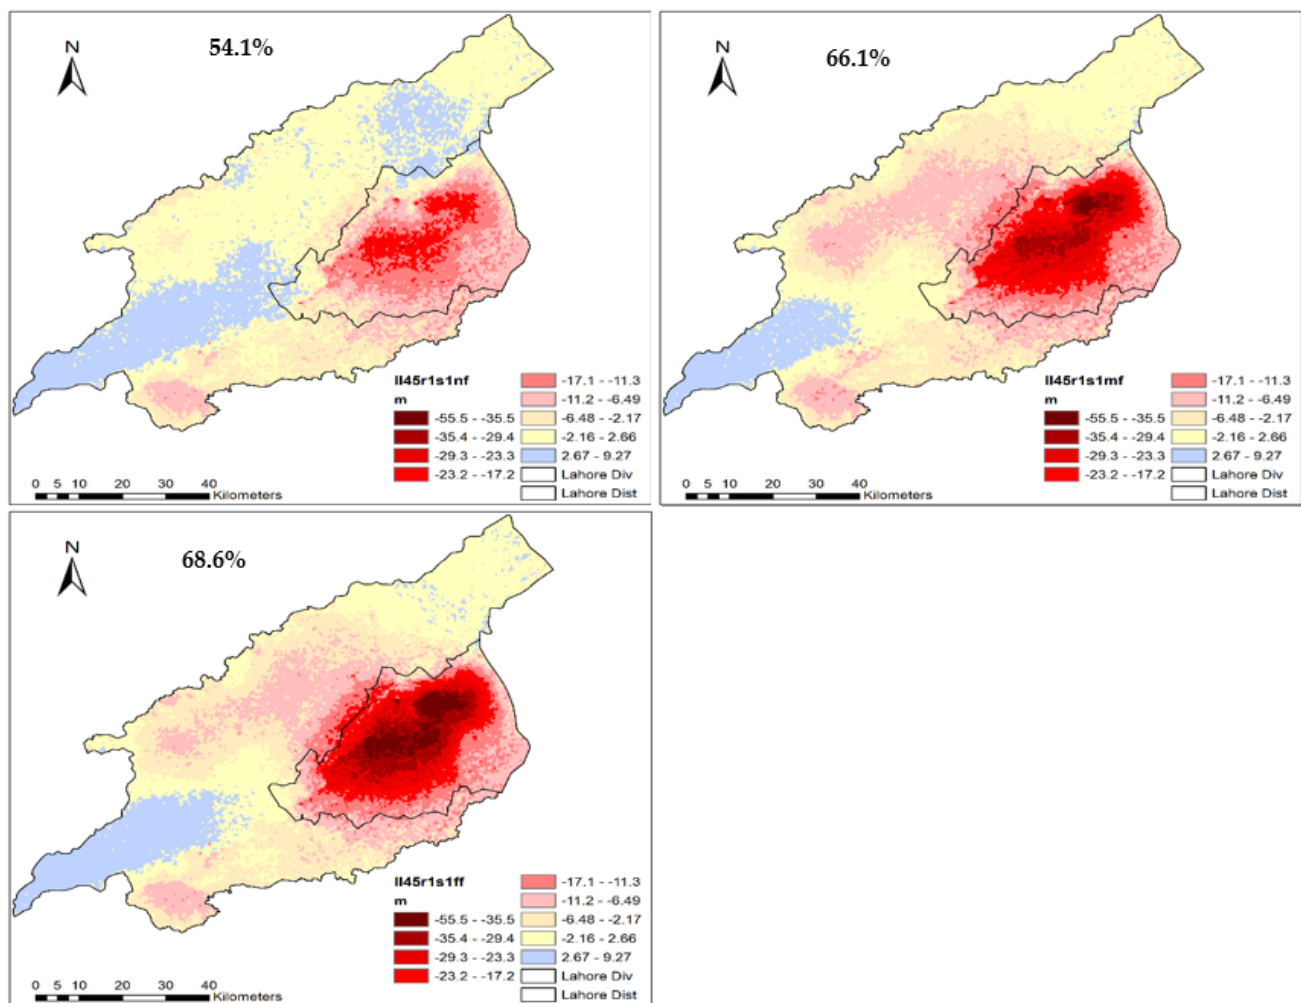 N
54.1%
ll45r1s1nf
m
-55.5 - -35.5
-35.4 - -29.4
-29.3 - -23.3
-23.2 - -17.2
-17.1 - -11.3
-11.2 - -6.49
-6.48 - -2.17
-2.16 - 2.66
2.67 - 9.27
Lahore Div
Lahore Dist
0 5 10 20 30 40
Kilometers
N
66.1%
ll45r1s1mf
m
-55.5 - -35.5
-35.4 - -29.4
-29.3 - -23.3
-23.2 - -17.2
-17.1 - -11.3
-11.2 - -6.49
-6.48 - -2.17
-2.16 - 2.66
2.67 - 9.27
Lahore Div
Lahore Dist
0 5 10 20 30 40
Kilometers
N
68.6%
ll45r1s1ff
m
-55.5 - -35.5
-35.4 - -29.4
-29.3 - -23.3
-23.2 - -17.2
-17.1 - -11.3
-11.2 - -6.49
-6.48 - -2.17
-2.16 - 2.66
2.67 - 9.27
Lahore Div
Lahore Dist
0 5 10 20 30 40
Kilometers